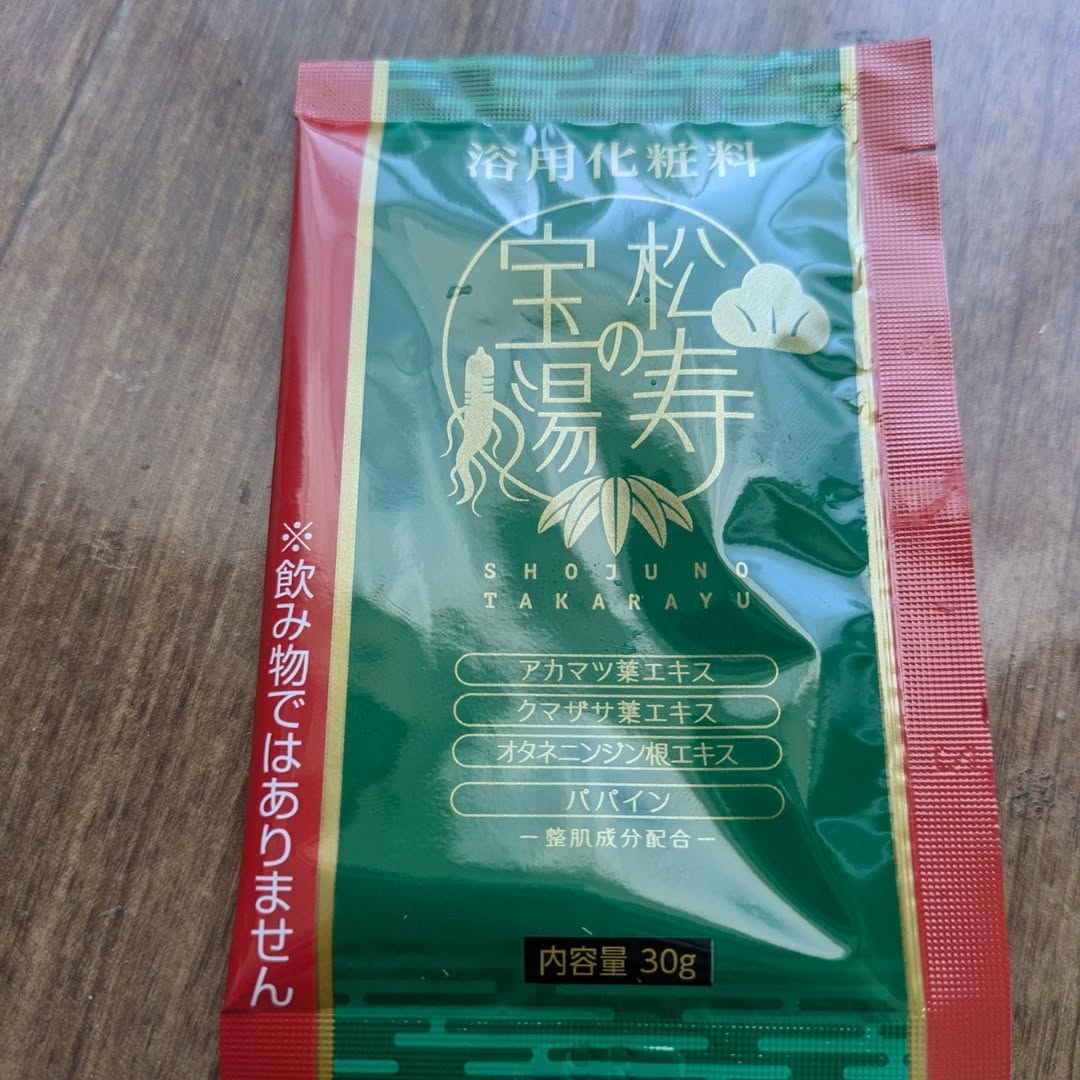 浴用化粧料
松寿の
宝湯
SHOJU NO
TAKARAYU
アカマツ葉エキス
クマザサ葉エキス
オタネニンジン根エキス
パパイン
ー整肌成分配合ー
内容量 30g
※飲み物ではありません